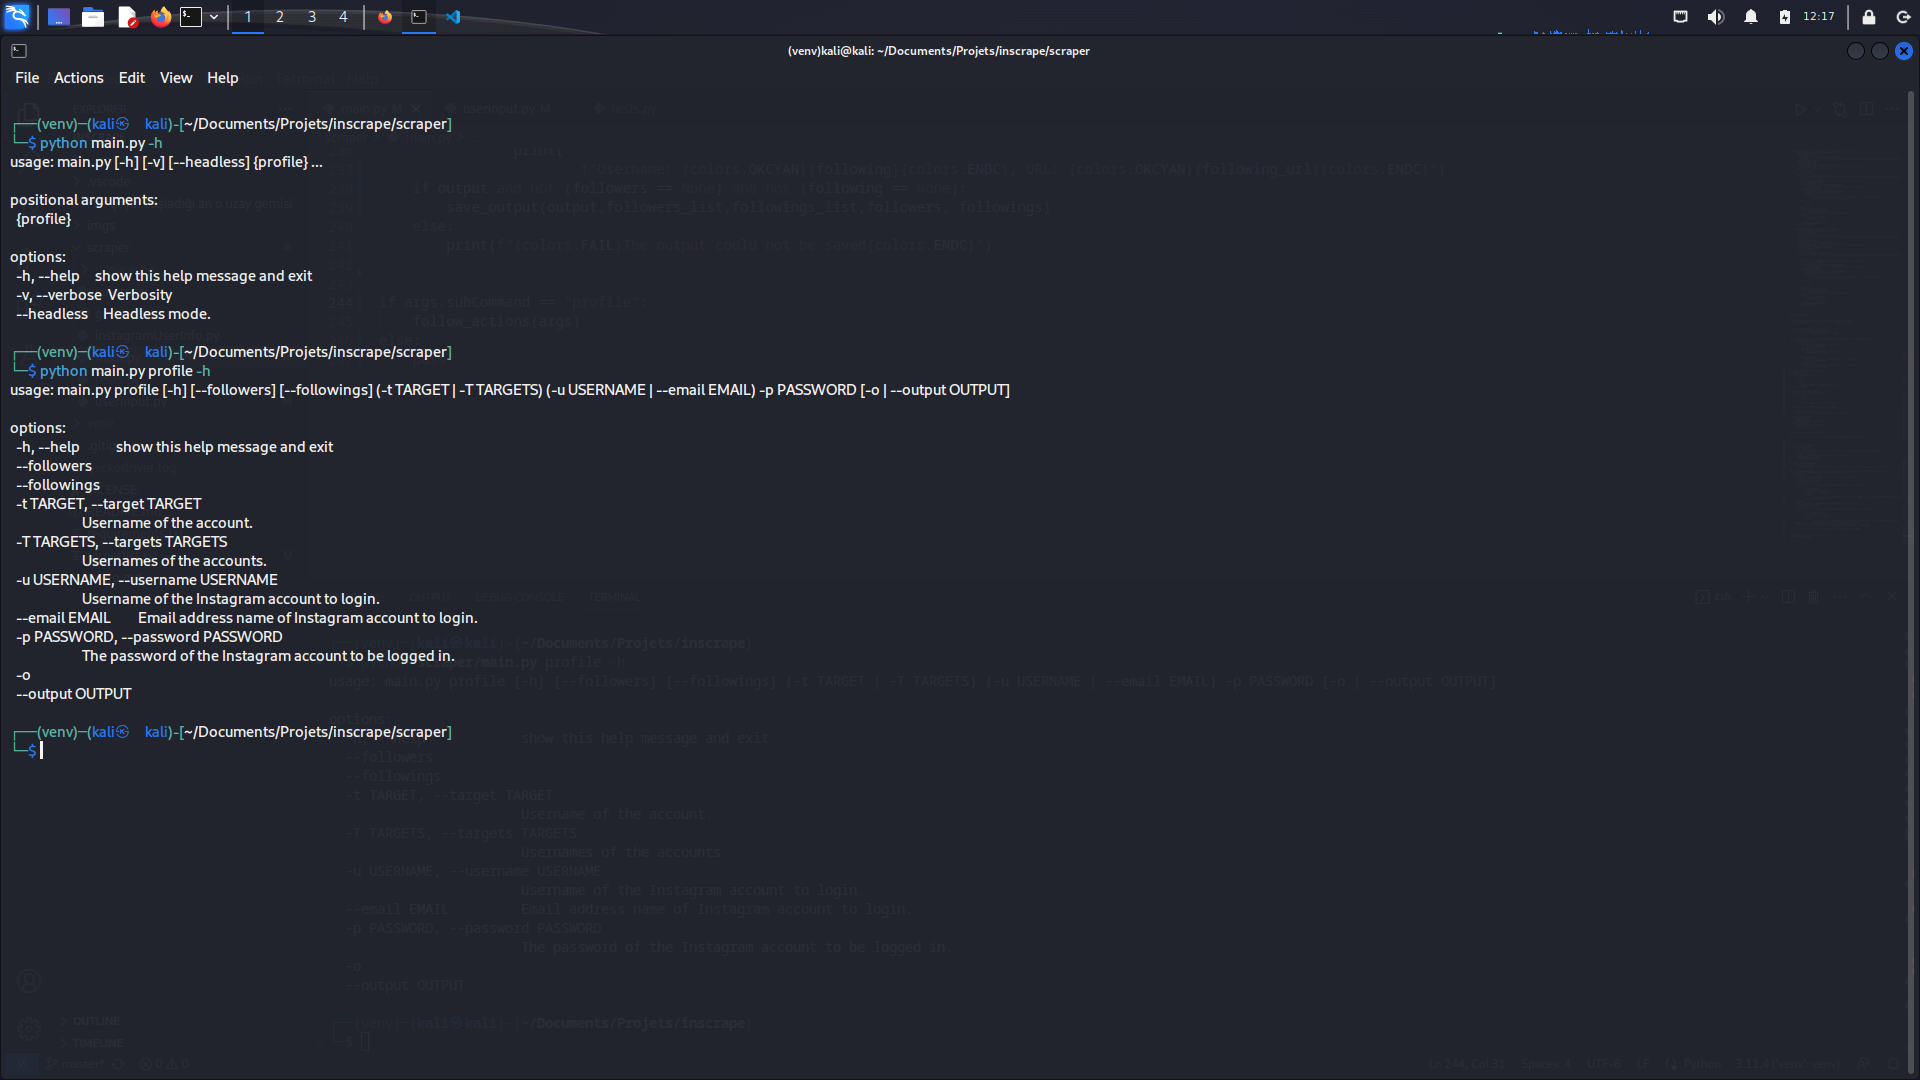 1 2 3 4
12:17
(venv)kali@kali: ~/Documents/Projets/inscrape/scraper
File Actions Edit View Help
┌──(venv)─(kali㉿ kali)-[~/Documents/Projets/inscrape/scraper]
└─$ python main.py -h
usage: main.py [-h] [-v] [--headless] {profile} ...
positional arguments:
{profile}
options:
-h, --help show this help message and exit
-v, --verbose Verbosity
--headless Headless mode.
┌──(venv)─(kali㉿ kali)-[~/Documents/Projets/inscrape/scraper]
└─$ python main.py profile -h
usage: main.py profile [-h] [--followers] [--followings] (-t TARGET | -T TARGETS) (-u USERNAME | --email EMAIL) -p PASSWORD [-o | --output OUTPUT]
options:
-h, --help show this help message and exit
--followers
--followings
-t TARGET, --target TARGET
Username of the account.
-T TARGETS, --targets TARGETS
Usernames of the accounts.
-u USERNAME, --username USERNAME
Username of the Instagram account to login.
--email EMAIL Email address name of Instagram account to login.
-p PASSWORD, --password PASSWORD
The password of the Instagram account to be logged in.
-o
--output OUTPUT
┌──(venv)─(kali㉿ kali)-[~/Documents/Projets/inscrape/scraper]
└─$